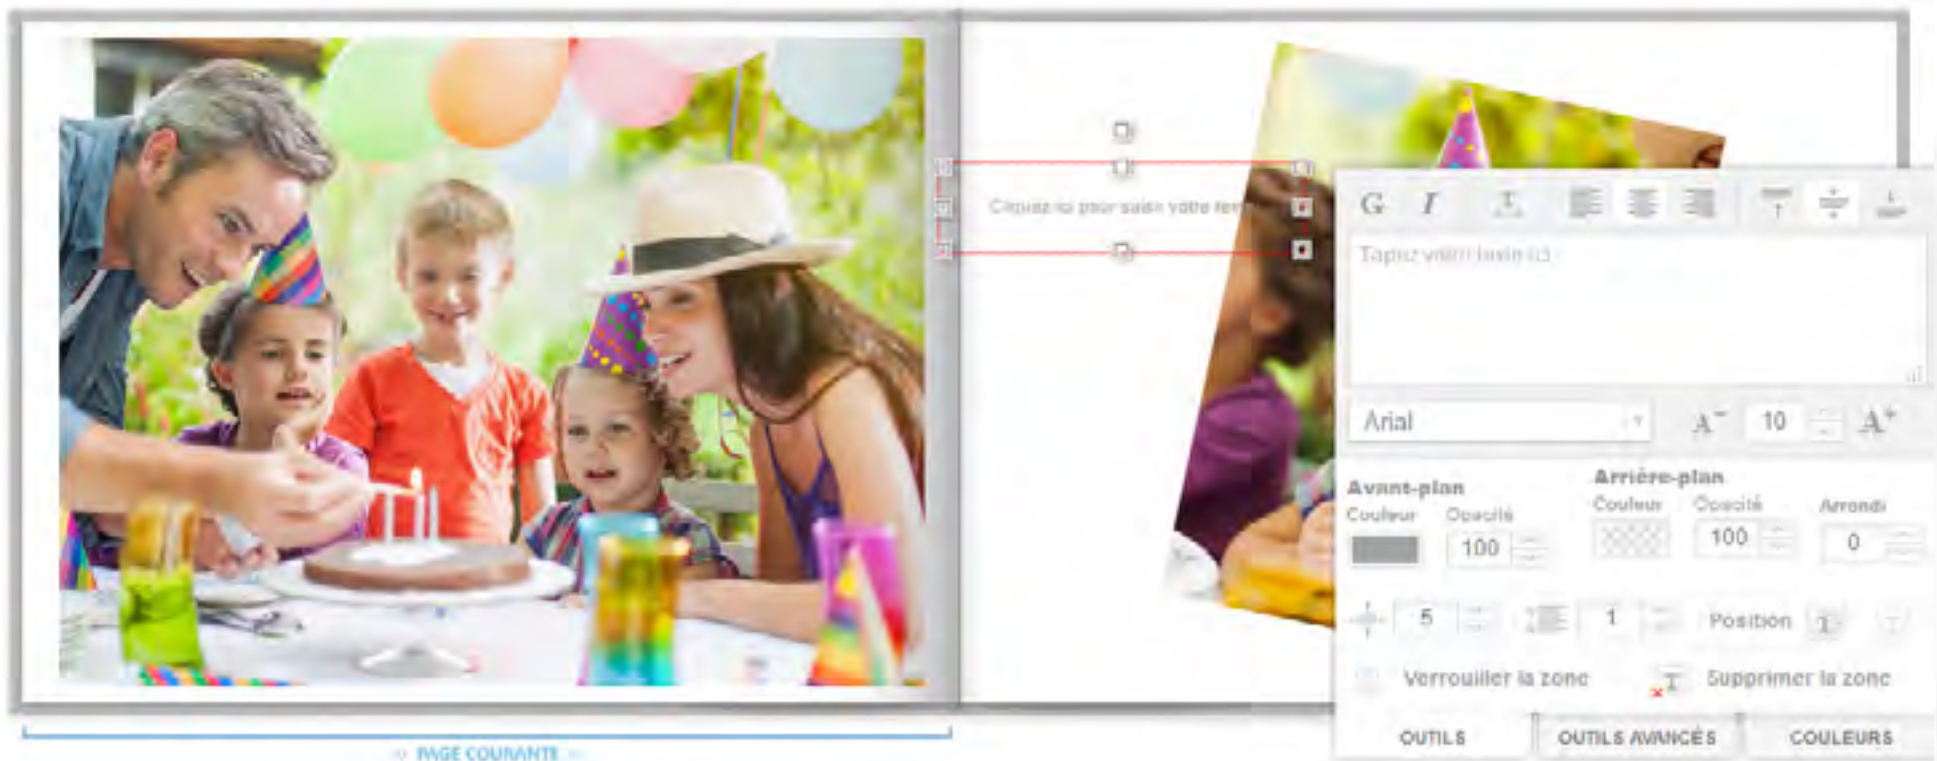 Cliquez ici pour saisir votre texte
G I T
Tapez votre texte ici
Arial
A- 10 A+
Avant-plan
Arrière-plan
Couleur Opacité
Couleur Opacité Arrondi
100
100 0
5 1 Position T T
Verrouiller la zone T Supprimer la zone
OUTILS OUTILS AVANCÉS COULEURS
PAGE COURANTE